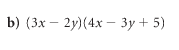 b) (3x − 2y)(4x − 3y + 5)